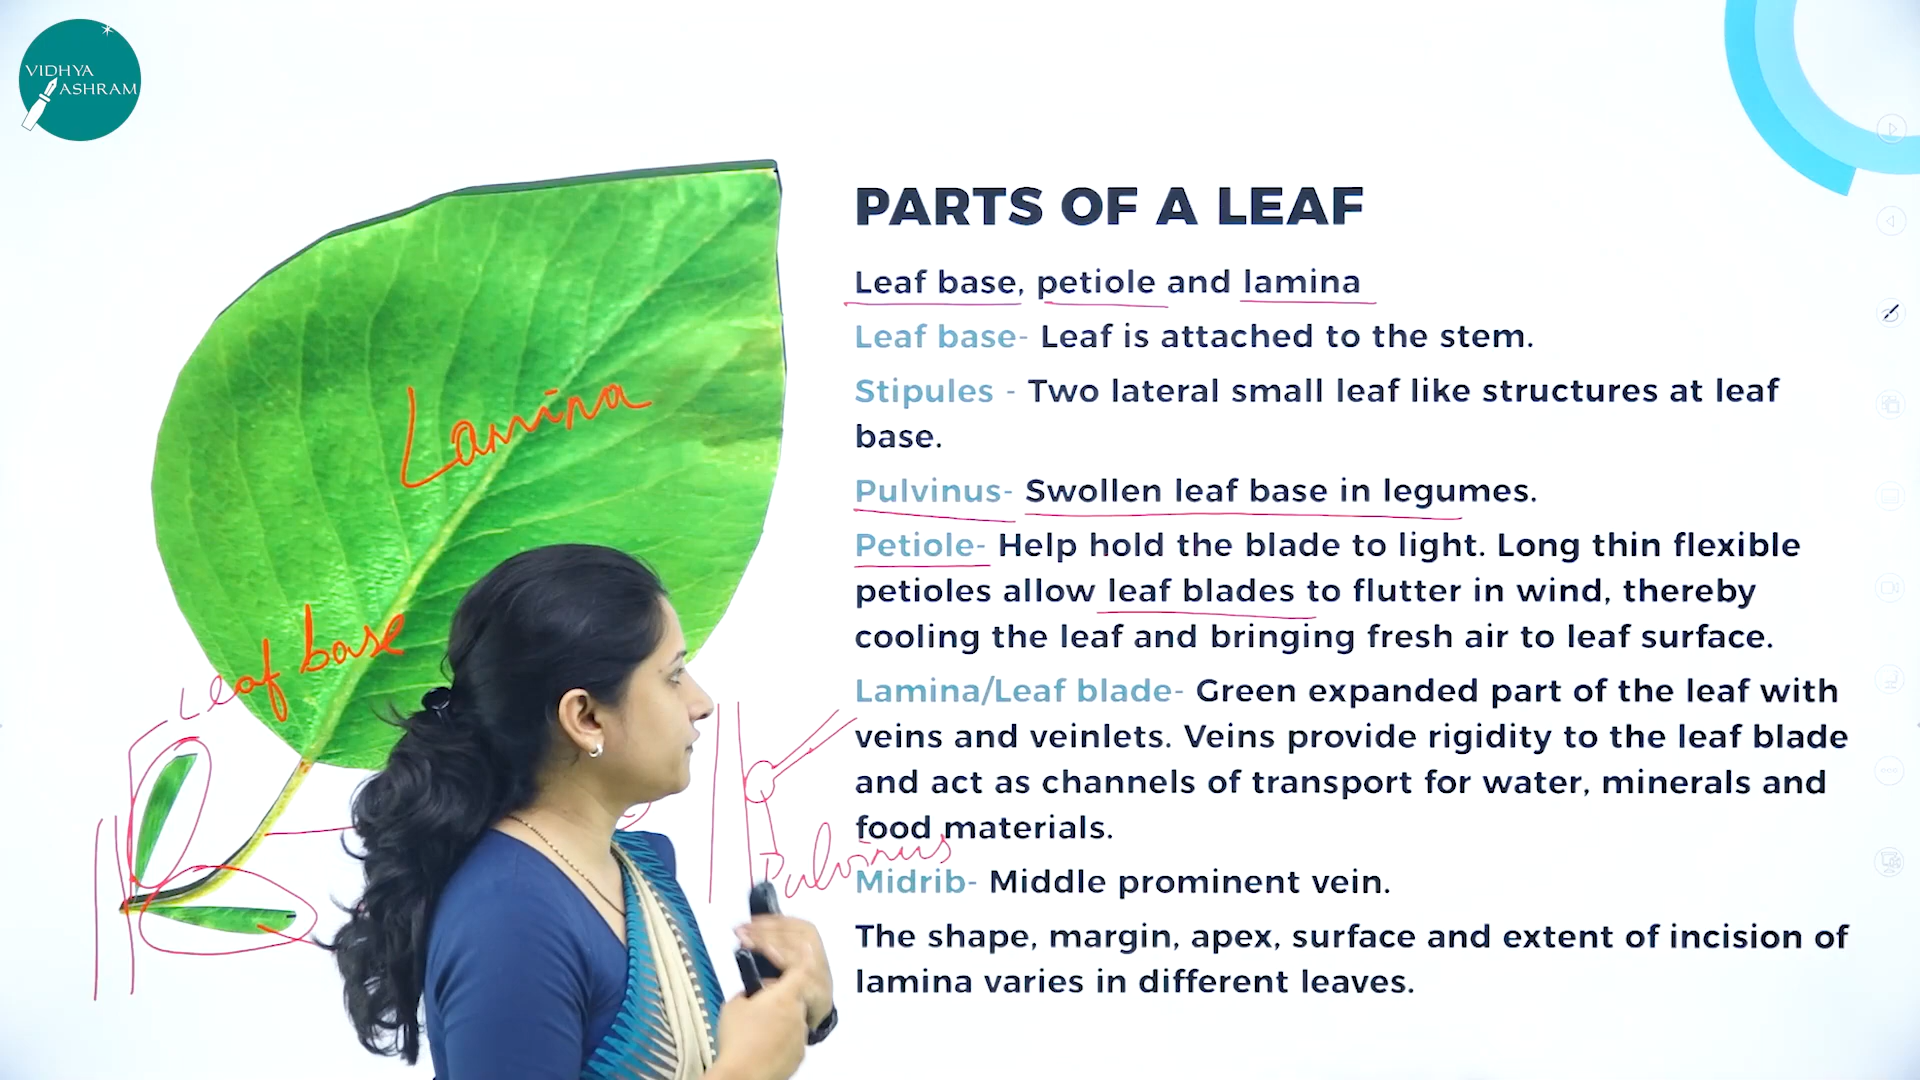 VIDHYA
ASHRAM
PARTS OF A LEAF
Leaf base, petiole and lamina
Leaf base- Leaf is attached to the stem.
Stipules - Two lateral small leaf like structures at leaf
base.
Pulvinus- Swollen leaf base in legumes.
Petiole- Help hold the blade to light. Long thin flexible
petioles allow leaf blades to flutter in wind, thereby
cooling the leaf and bringing fresh air to leaf surface.
Lamina/Leaf blade- Green expanded part of the leaf with
veins and veinlets. Veins provide rigidity to the leaf blade
and act as channels of transport for water, minerals and
food materials.
Midrib- Middle prominent vein.
The shape, margin, apex, surface and extent of incision of
lamina varies in different leaves.
Lamina
Leaf base
Pulvinus